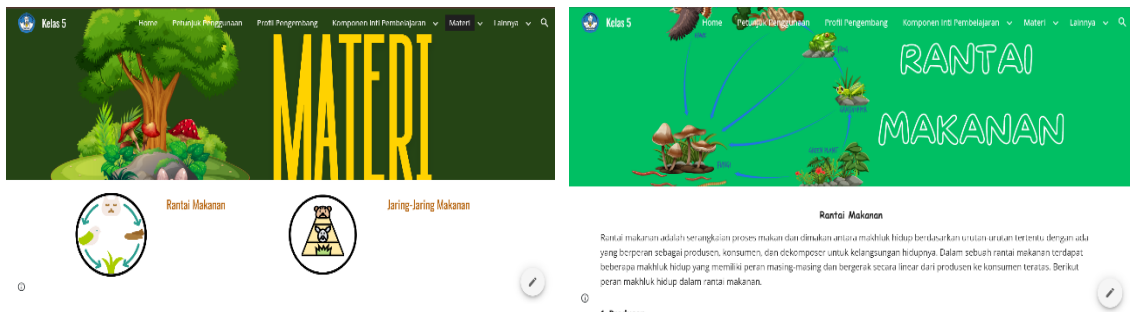 Kelas 5
Home Petunjuk Penggunaan Profil Pengembang Komponen Inti Pembelajaran Materi Lainnya
MATERI
Rantai Makanan
Jaring-Jaring Makanan
Kelas 5
Home Petunjuk Penggunaan Profil Pengembang Komponen Inti Pembelajaran Materi Lainnya
RANTAI
MAKANAN
FROG
GREEN PLANT
FUNGI
Rantai Makanan
Rantai makanan adalah serangkaian proses makan dan dimakan antara makhluk hidup berdasarkan urutan-urutan tertentu dengan ada
yang berperan sebagai produsen, konsumen, dan dekomposer untuk kelangsungan hidupnya. Dalam sebuah rantai makanan terdapat
beberapa makhluk hidup yang memiliki peran masing-masing dan bergerak secara linear dari produsen ke konsumen teratas. Berikut
peran makhluk hidup dalam rantai makanan.